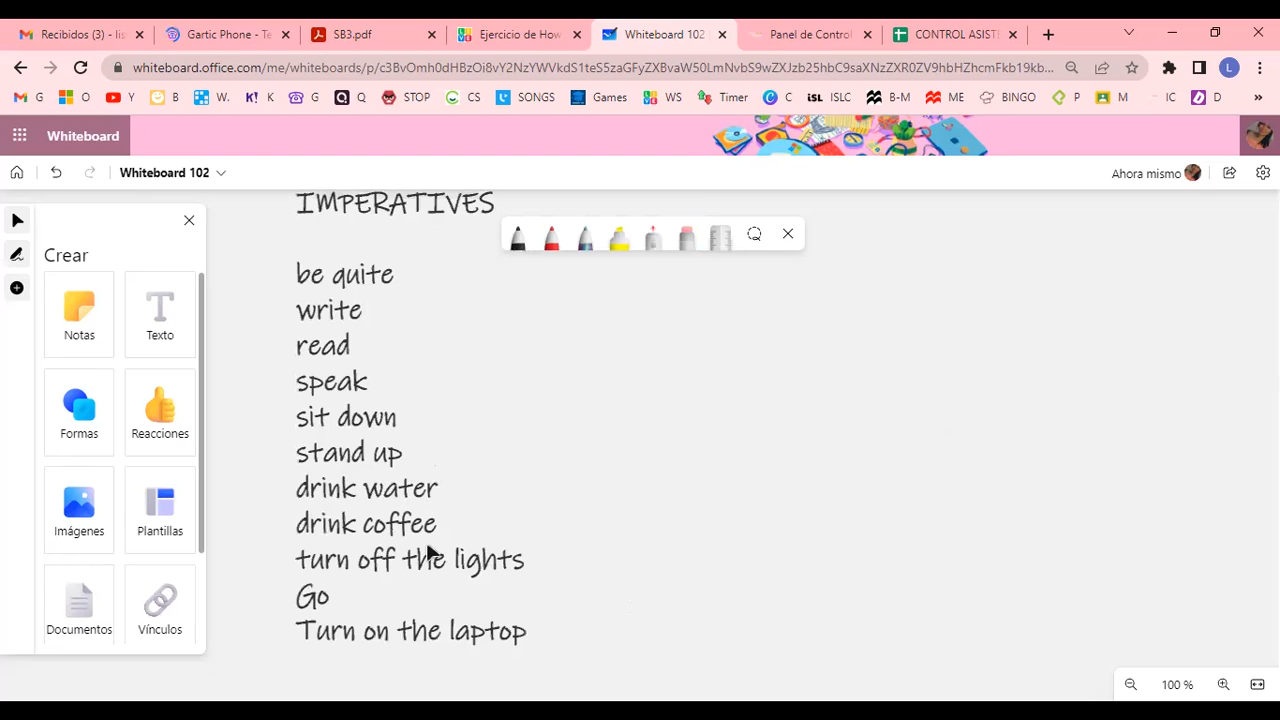 Recibidos (3) - lis
Gartic Phone - Te
SB3.pdf
Ejercicio de How
Whiteboard 102
Panel de Control
CONTROL ASIST
whiteboard.office.com/me/whiteboards/p/c3BvOmh0dHBzOi8vY2NzYWVkdS1teS5zaGFyZXBvaW50LmNvbS9wZXJzb25hbC9saXNzZXR0ZV9hbHZhcmFkb19kb...
G
O
Y
B
W.
K!
G
Q
STOP
CS
SONGS
Games
WS
Timer
C
ISLC
B-M
ME
BINGO
P
M
IC
D
»
Whiteboard
Whiteboard 102
Ahora mismo
Crear
Notas
Texto
Formas
Reacciones
Imágenes
Plantillas
Documentos
Vínculos
IMPERATIVES
be quite
write
read
speak
sit down
stand up
drink water
drink coffee
turn off the lights
Go
Turn on the laptop
100 %